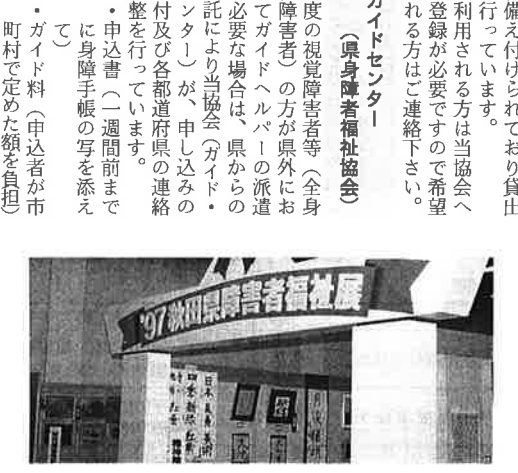 備え付けられており貸出
行っています。
利用される方は当協会へ
登録が必要ですので希望
れる方はご連絡下さい。
ガイドセンター
（県身障者福祉協会）
度の視覚障害者等（全身
障害者）の方が県外にお
てガイドヘルパーの派遣
必要な場合は、県からの
託により当協会（ガイド・
ンター）が、申し込みの
付及び各都道府県の連絡
整を行っています。
・申込書（一週間前まで
に身障手帳の写を添え
て）
・ガイド料（申込者が市
町村で定めた額を負担）
'97秋田県障害者福祉展